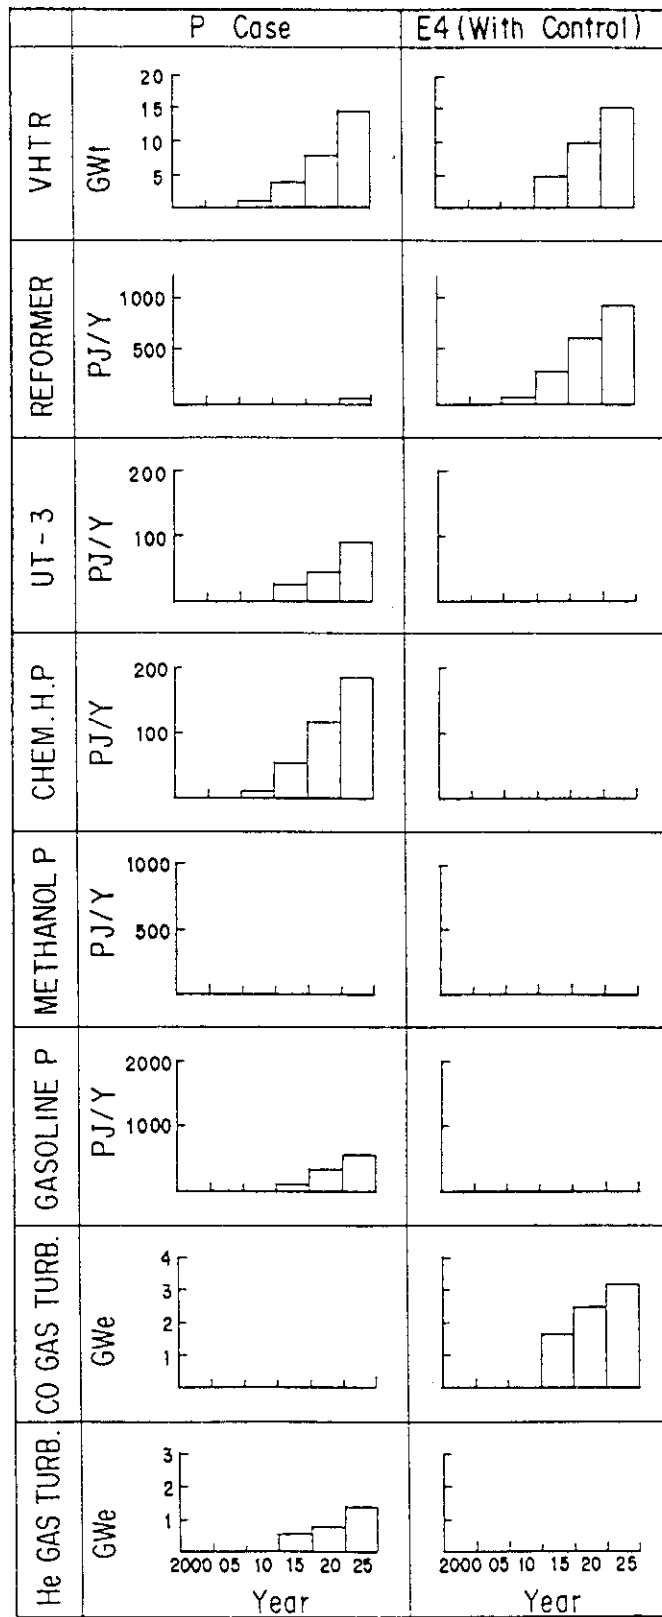 P Case E4 (With Control)
VHTR
GWt
20
15
10
5
REFORMER
PJ/Y
1000
500
UT-3
PJ/Y
200
100
CHEM.H.P
PJ/Y
200
100
METHANOL P
PJ/Y
1000
500
GASOLINE P
PJ/Y
2000
1000
CO GAS TURB.
GWe
4
3
2
1
He GAS TURB.
GWe
3
2
1
2000 05 10 15 20 25
Year
2000 05 10 15 20 25
Year